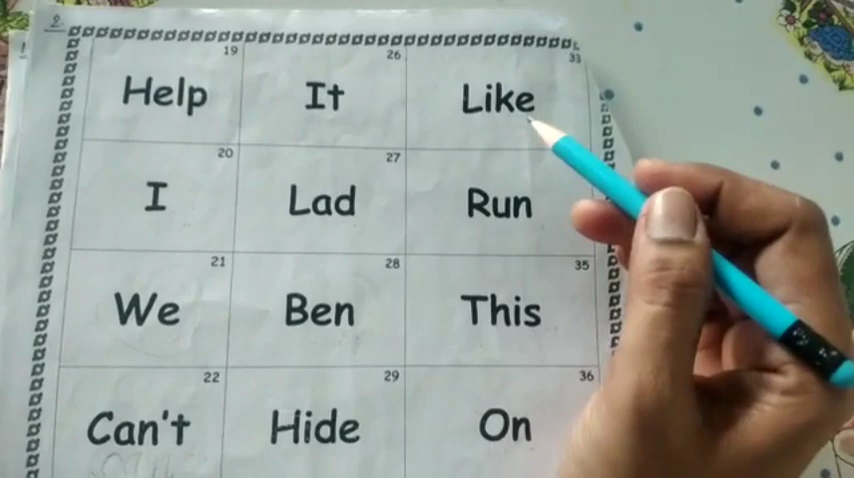 2.
19 26 33
Help It Like
20 27
I Lad Run
21 28 35
We Ben This
22 29 36
Can't Hide On